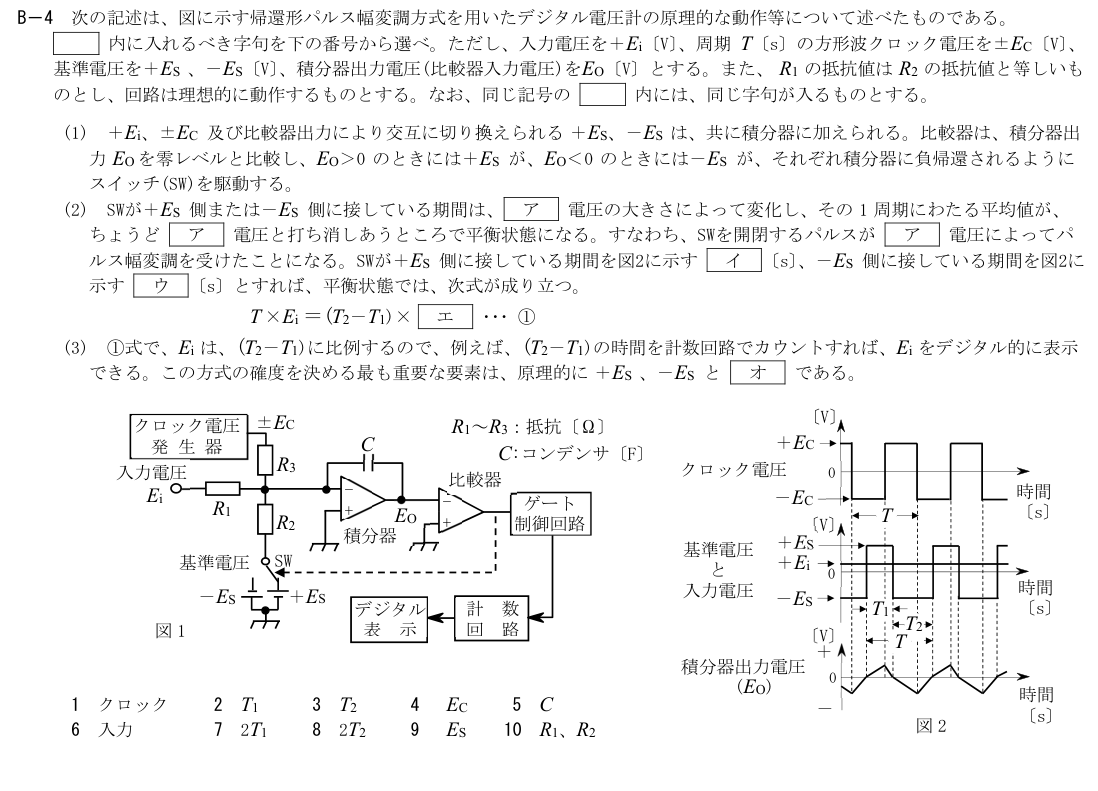 B－4 次の記述は、図に示す帰還形パルス幅変調方式を用いたデジタル電圧計の原理的な動作等について述べたものである。
内に入れるべき字句を下の番号から選べ。ただし、入力電圧を＋Ei〔V〕、周期 T〔s〕の方形波クロック電圧を±EC〔V〕、
基準電圧を＋ES 、－ES〔V〕、積分器出力電圧(比較器入力電圧)をEO〔V〕とする。また、 R1 の抵抗値は R2 の抵抗値と等しいも
のとし、回路は理想的に動作するものとする。なお、同じ記号の 内には、同じ字句が入るものとする。
(1) ＋Ei、±EC 及び比較器出力により交互に切り換えられる ＋ES、－ES は、共に積分器に加えられる。比較器は、積分器出
力 EO を零レベルと比較し、EO＞0 のときには＋ES が、EO＜0 のときには－ES が、それぞれ積分器に負帰還されるように
スイッチ(SW)を駆動する。
(2) SWが＋ES 側または－ES 側に接している期間は、 ア 電圧の大きさによって変化し、その 1 周期にわたる平均値が、
ちょうど ア 電圧と打ち消しあうところで平衡状態になる。すなわち、SWを開閉するパルスが ア 電圧によってパ
ルス幅変調を受けたことになる。SWが＋ES 側に接している期間を図2に示す イ 〔s〕、－ES 側に接している期間を図2に
示す ウ 〔s〕とすれば、平衡状態では、次式が成り立つ。
T×Ei＝(T2－T1)× エ ･･･ ①
(3) ①式で、Ei は、(T2－T1)に比例するので、例えば、(T2－T1)の時間を計数回路でカウントすれば、Ei をデジタル的に表示
できる。この方式の確度を決める最も重要な要素は、原理的に ＋ES 、－ES と オ である。
クロック電圧
発生器
±EC
R3
入力電圧
Ei
R1
R2
基準電圧
SW
－ES
＋ES
C
－
＋
積分器
EO
比較器
－
＋
ゲート
制御回路
デジタル
表示
計数
回路
R1～R3：抵抗〔Ω〕
C：コンデンサ〔F〕
図1
〔V〕
＋EC
クロック電圧
0
－EC
時間
〔s〕
T
〔V〕
＋ES
基準電圧
と
入力電圧
＋Ei
0
－ES
時間
〔s〕
T1
T2
T
〔V〕
＋
積分器出力電圧
(EO)
0
－
時間
〔s〕
図2
1 クロック 2 T1 3 T2 4 EC 5 C
6 入力 7 2T1 8 2T2 9 ES 10 R1、R2